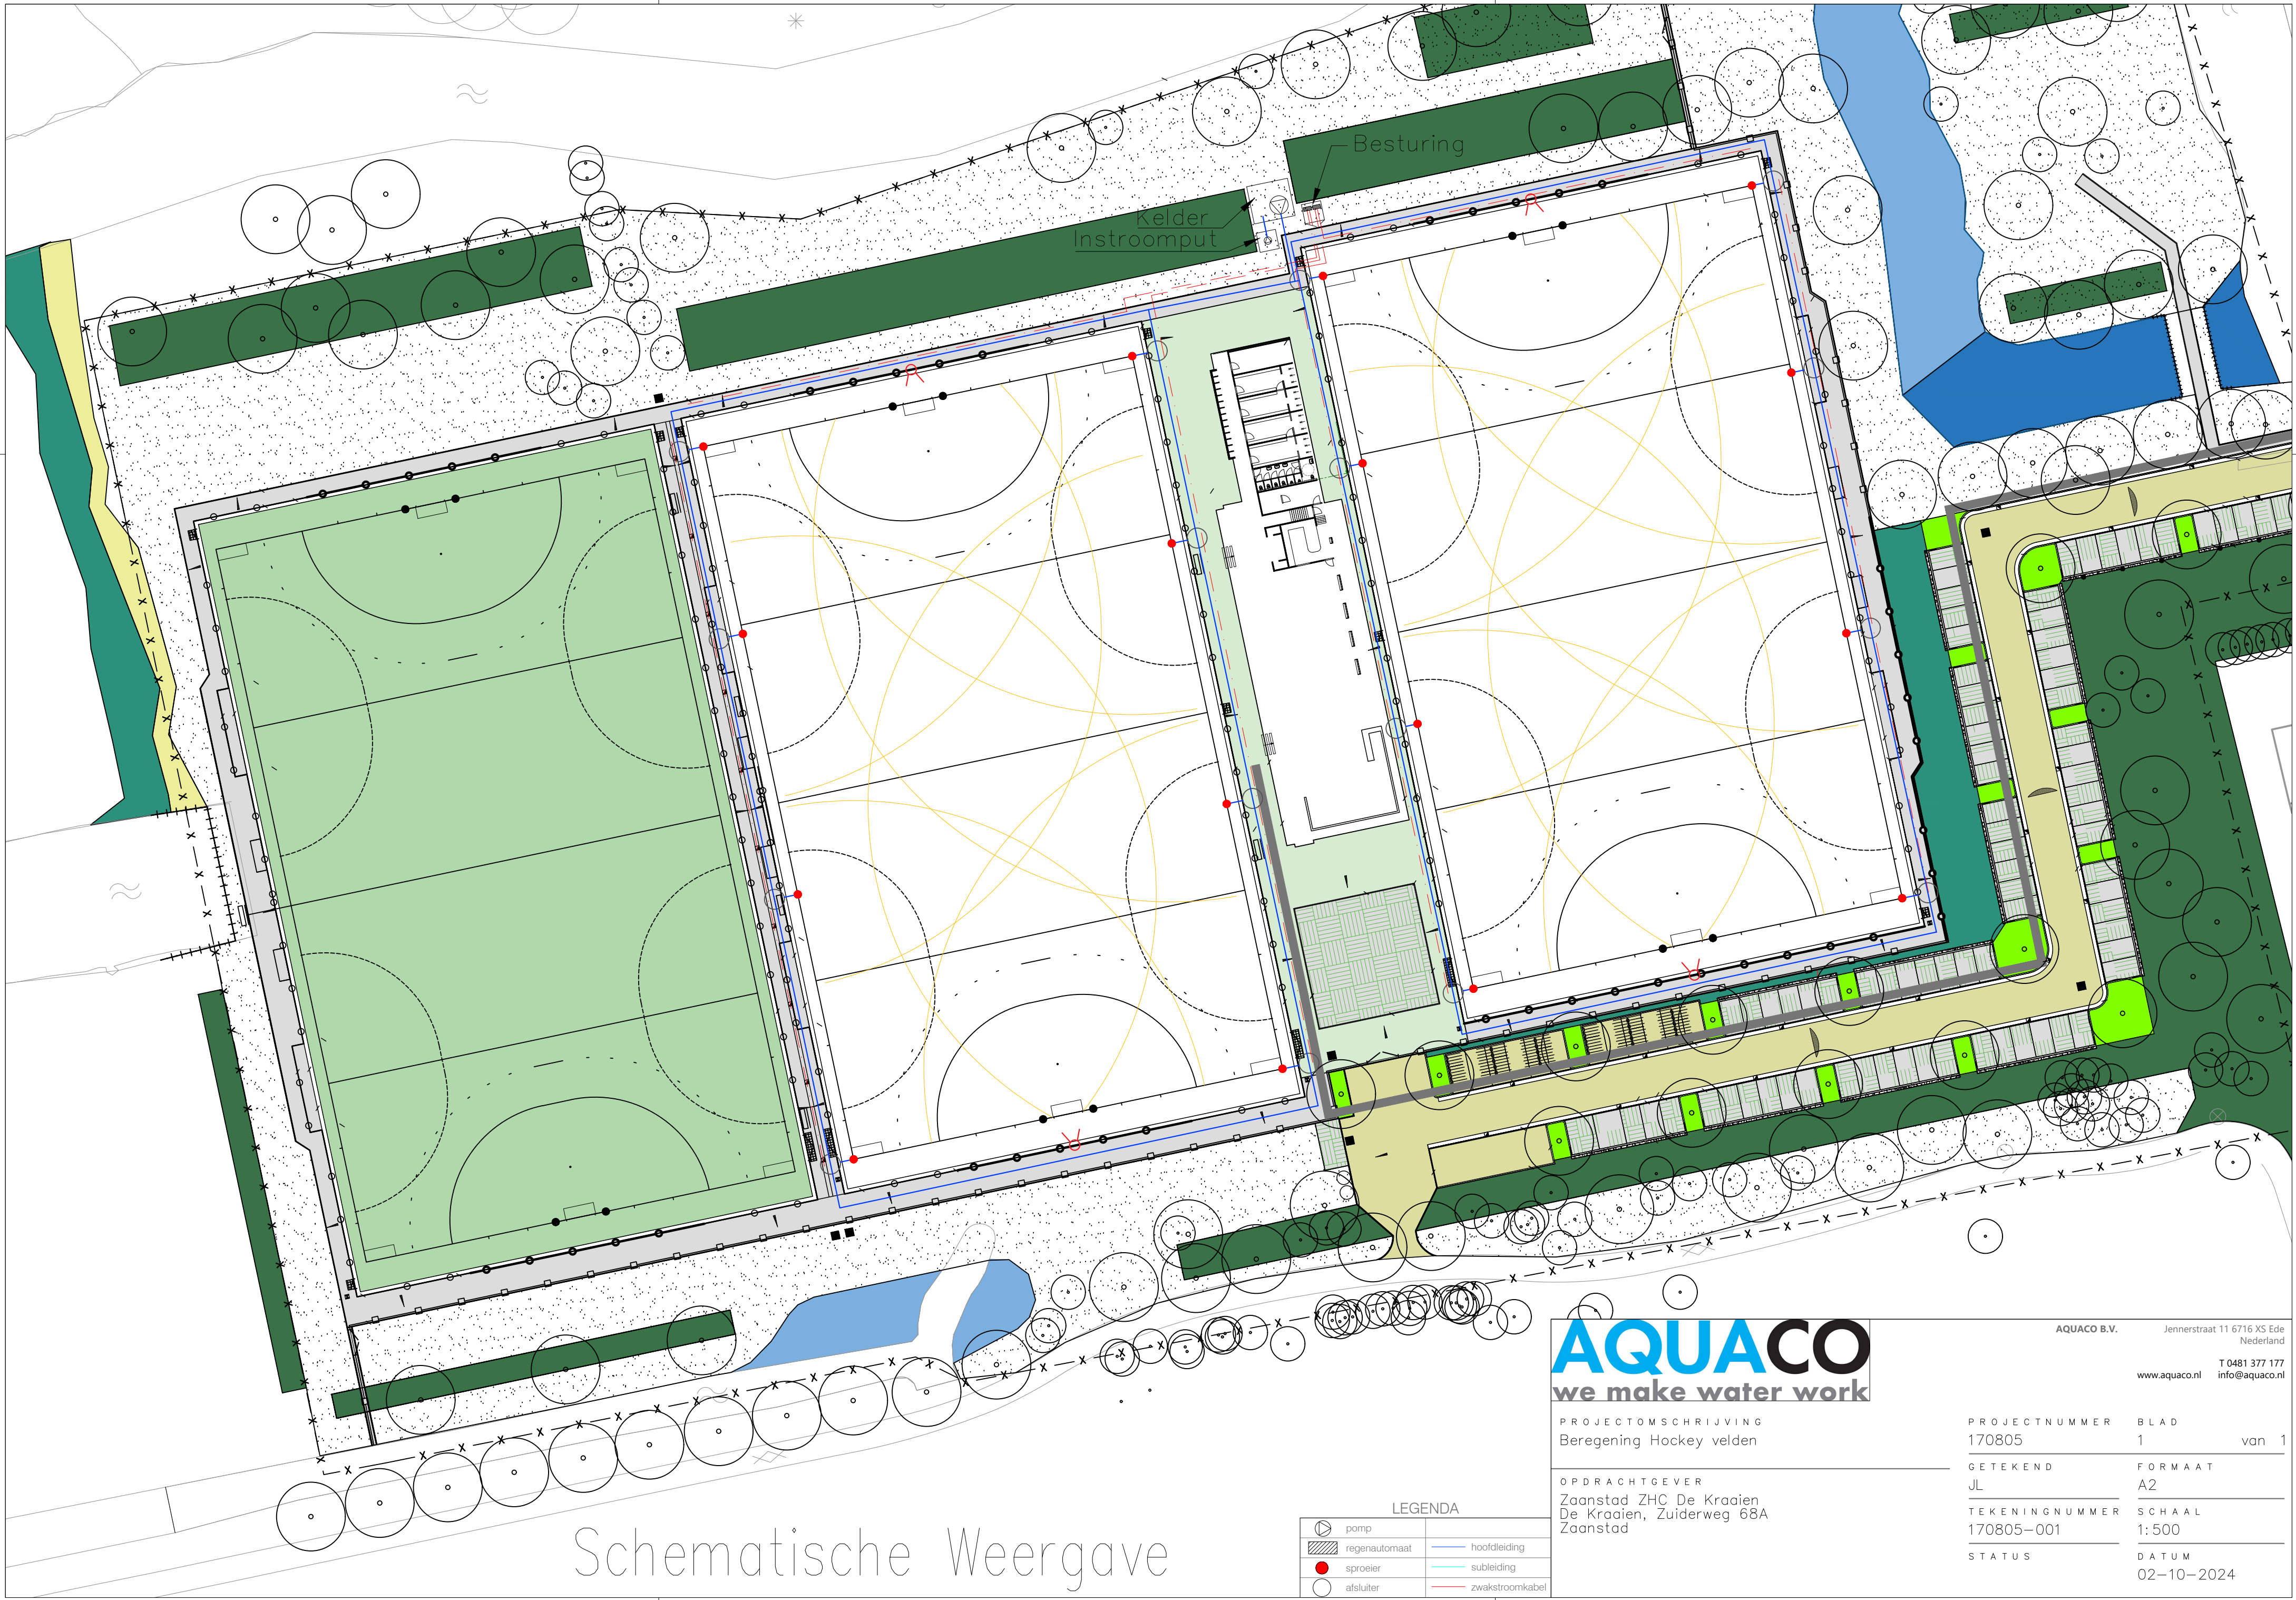 Besturing
Kelder
Instroomput
Schematische Weergave
LEGENDA
pomp
regenautomaat
hoofdleiding
sproeier
subleiding
afsluiter
zwakstroomkabel
AQUACO
we make water work
AQUACO B.V.
Jennerstraat 11 6716 XS Ede
Nederland
T 0481 377 177
www.aquaco.nl info@aquaco.nl
PROJECTOMSCHRIJVING
Beregening Hockey velden
PROJECTNUMMER
170805
BLAD
1 van 1
OPDRACHTGEVER
Zaanstad ZHC De Kraaien
De Kraaien, Zuiderweg 68A
Zaanstad
GETEKEND
JL
FORMAAT
A2
TEKENINGNUMMER
170805-001
SCHAAL
1:500
STATUS
DATUM
02-10-2024